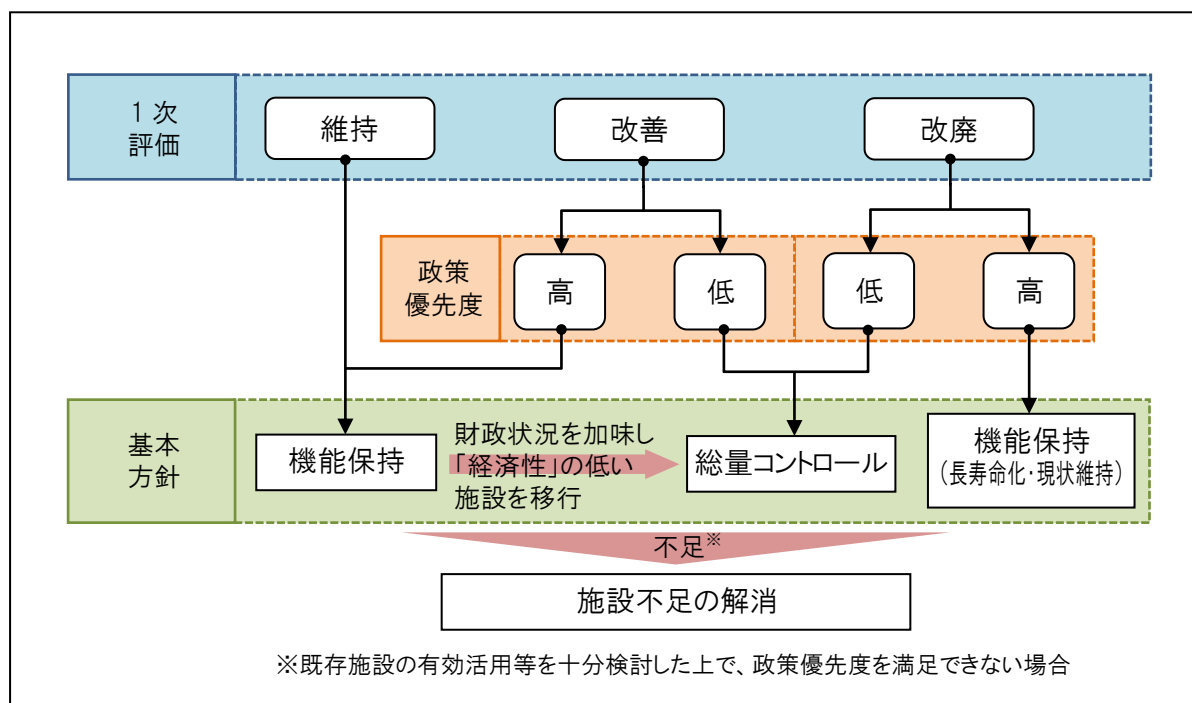 1 次
評価
維持
改善
改廃
政策
優先度
高
低
低
高
基本
方針
機能保持
財政状況を加味し
「経済性」の低い
施設を移行
総量コントロール
機能保持
（長寿命化・現状維持）
不足※
施設不足の解消
※既存施設の有効活用等を十分検討した上で、政策優先度を満足できない場合